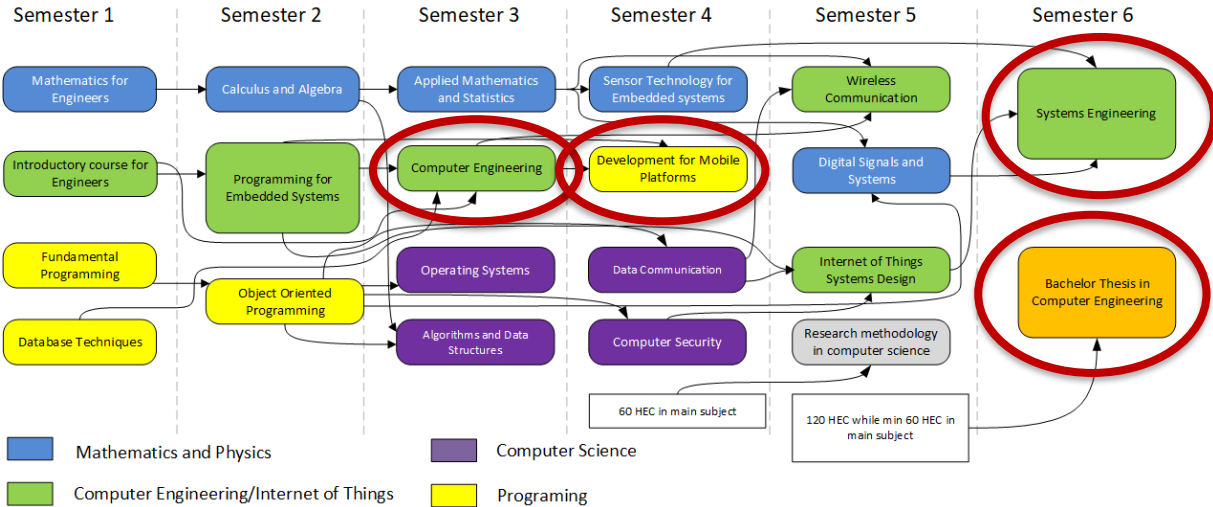 Semester 1
Semester 2
Semester 3
Semester 4
Semester 5
Semester 6
Mathematics for
Engineers
Calculus and Algebra
Applied Mathematics
and Statistics
Sensor Technology for
Embedded systems
Wireless
Communication
Systems Engineering
Introductory course for
Engineers
Programming for
Embedded Systems
Computer Engineering
Development for Mobile
Platforms
Digital Signals and
Systems
Fundamental
Programming
Object Oriented
Programming
Operating Systems
Data Communication
Internet of Things
Systems Design
Bachelor Thesis in
Computer Engineering
Database Techniques
Algorithms and Data
Structures
Computer Security
Research methodology
in computer science
60 HEC in main subject
120 HEC while min 60 HEC in
main subject
Mathematics and Physics
Computer Science
Computer Engineering/Internet of Things
Programing